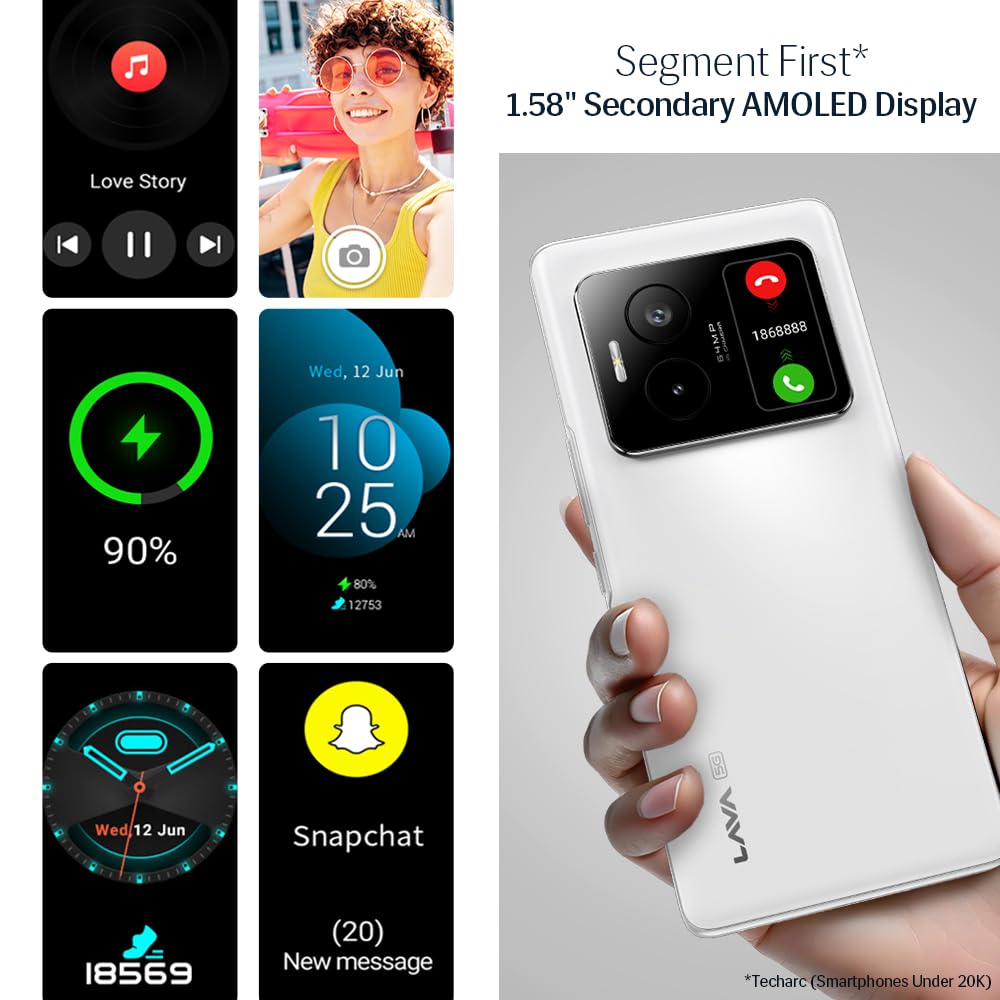 Segment First*
1.58" Secondary AMOLED Display
Love Story
90%
Wed, 12 Jun
10
25 AM
80%
12753
Wed,12 Jun
18569
Snapchat
(20)
New message
64MP
1868888
LAVA 5G
*Techarc (Smartphones Under 20K)